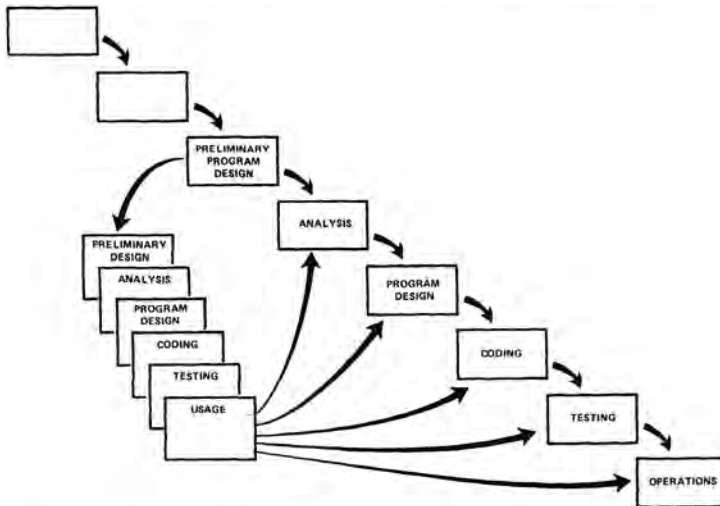 PRELIMINARY
PROGRAM
DESIGN
ANALYSIS
PRELIMINARY
DESIGN
ANALYSIS
PROGRAM
DESIGN
PROGRAM
DESIGN
CODING
CODING
TESTING
USAGE
TESTING
OPERATIONS